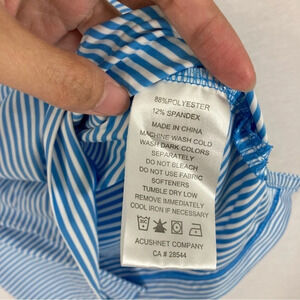 88%POLYESTER
12% SPANDEX
MADE IN CHINA
MACHINE WASH COLD
WASH DARK COLORS
SEPARATELY
DO NOT BLEACH
DO NOT USE FABRIC
SOFTENERS
TUMBLE DRY LOW
REMOVE IMMEDIATELY
COOL IRON IF NECESSARY
ACUSHNET COMPANY
CA # 28544